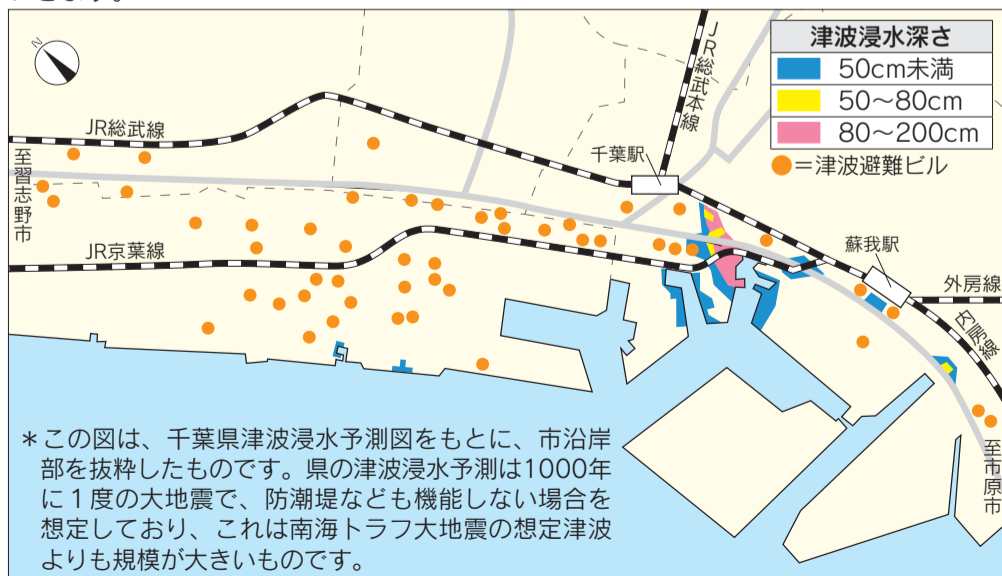 N
JR総武本線
津波浸水深さ
50cm未満
50〜80cm
80〜200cm
=津波避難ビル
JR総武線
千葉駅
至習志野市
JR京葉線
蘇我駅
外房線
内房線
至市原市
*この図は、千葉県津波浸水予測図をもとに、市沿岸
部を抜粋したものです。県の津波浸水予測は1000年
に1度の大地震で、防潮堤なども機能しない場合を
想定しており、これは南海トラフ大地震の想定津波
よりも規模が大きいものです。